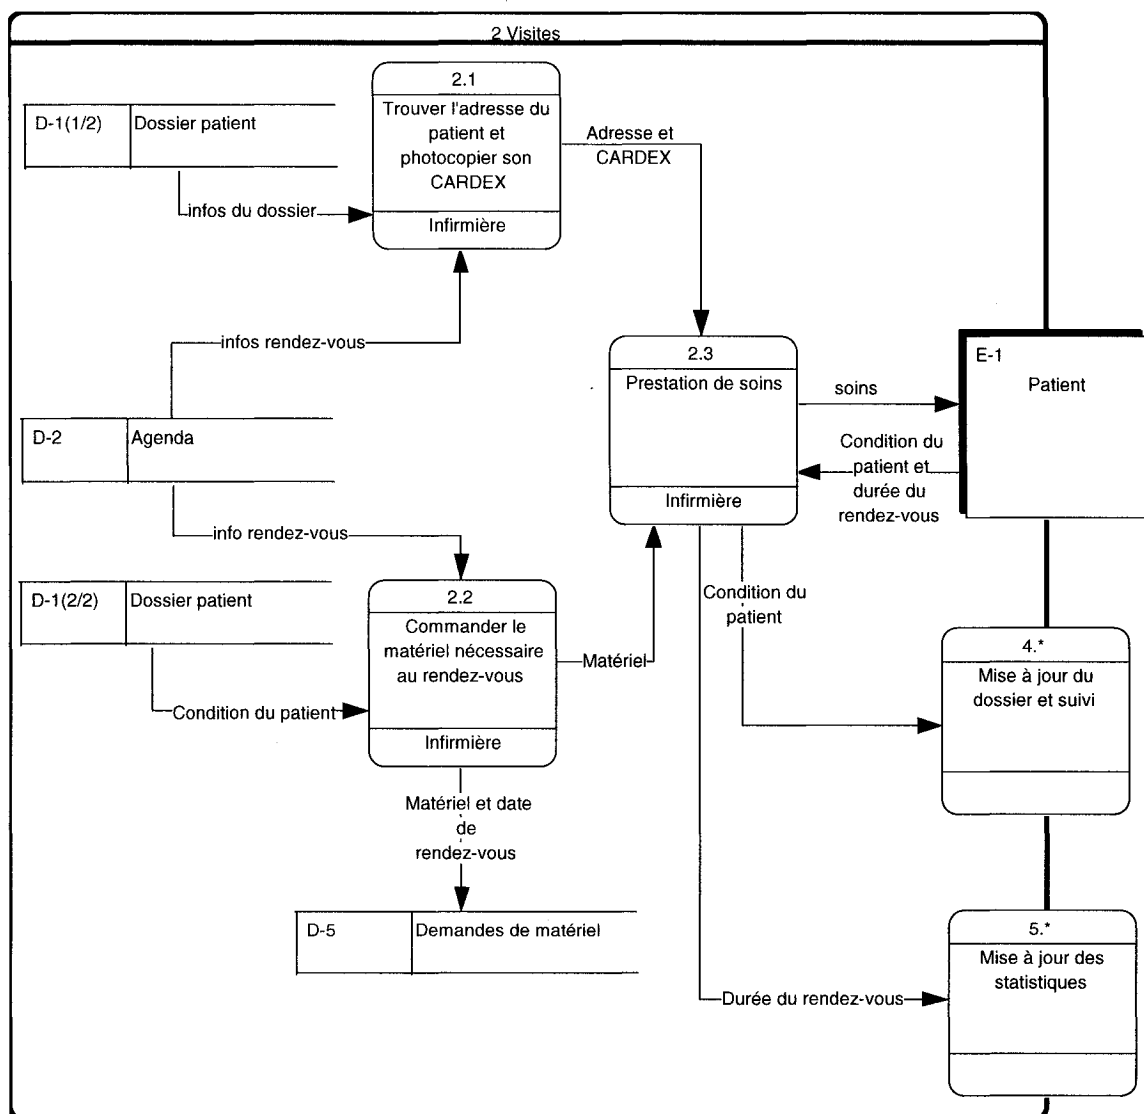 2 Visites
2.1
Trouver l'adresse du
patient et
photocopier son
CARDEX
Infirmière
D-1(1/2)
Dossier patient
infos du dossier
Adresse et
CARDEX
infos rendez-vous
D-2
Agenda
info rendez-vous
2.3
Prestation de soins
Infirmière
soins
E-1
Patient
Condition du
patient et
durée du
rendez-vous
D-1(2/2)
Dossier patient
Condition du patient
2.2
Commander le
matériel nécessaire
au rendez-vous
Infirmière
Matériel
Condition du
patient
4.*
Mise à jour du
dossier et suivi
Matériel et date
de
rendez-vous
D-5
Demandes de matériel
Durée du rendez-vous
5.*
Mise à jour des
statistiques